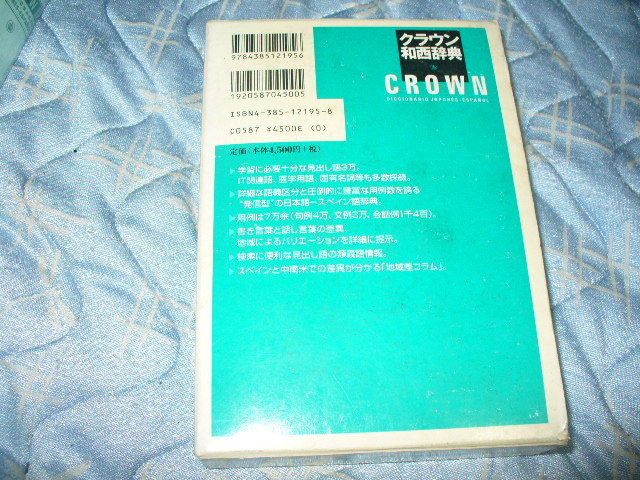 9784385121956
1920587045005
ISBN4-385-12195-8
C0587 ¥4500E (0)
定価(本体4,500円+税)
クラウン
和西辞典
CROWN
DICCIONARIO JAPONÉS-ESPAÑOL
学習に必要十分な見出し語3万。
IT関連語、医学用語、固有名詞等も多数採録。
詳細な語義区分と圧倒的に豊富な用例数を誇る
"発信型"の日本語―スペイン語辞典。
用例は7万余(句例4万、文例3万、会話例1千4百)。
書き言葉と話し言葉の差異、
地域によるバリエーションを詳細に提示。
検索に便利な見出し語の類義語情報。
スペインと中南米での差異が分かる「地域差コラム」。